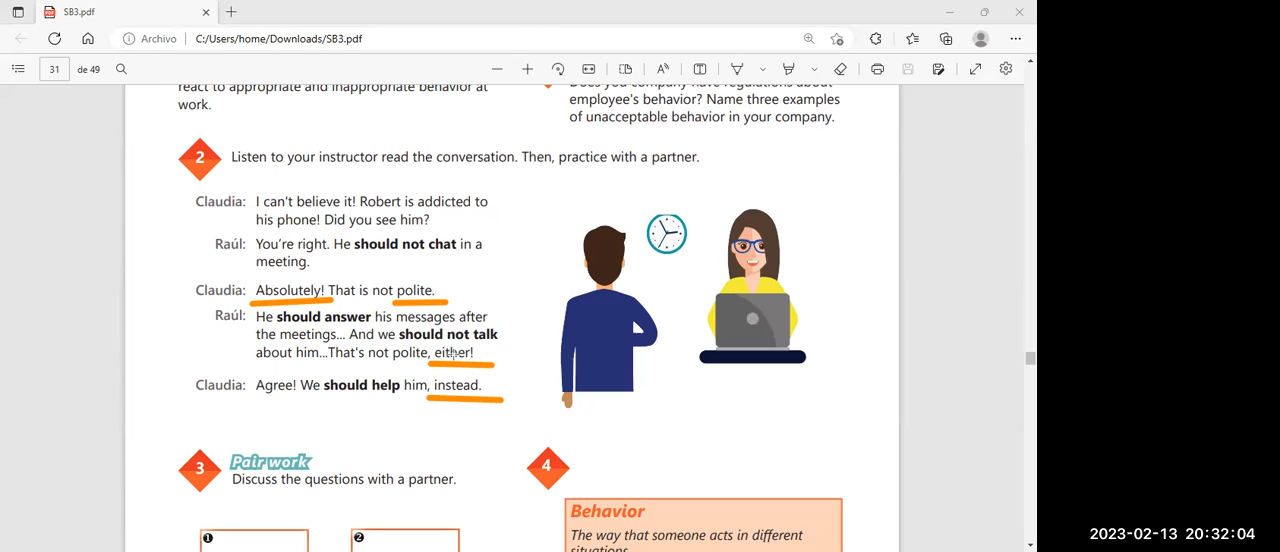 SB3.pdf
Archivo C:/Users/home/Downloads/SB3.pdf
31 de 49
react to appropriate and inappropriate behavior at
work.
Does you company have regulations about
employee's behavior? Name three examples
of unacceptable behavior in your company.
2 Listen to your instructor read the conversation. Then, practice with a partner.
Claudia: I can't believe it! Robert is addicted to
his phone! Did you see him?
Raúl: You're right. He should not chat in a
meeting.
Claudia: Absolutely! That is not polite.
Raúl: He should answer his messages after
the meetings... And we should not talk
about him...That's not polite, either!
Claudia: Agree! We should help him, instead.
3 Pair work
Discuss the questions with a partner.
1 2
4
Behavior
The way that someone acts in different
situations
2023-02-13 20:32:04